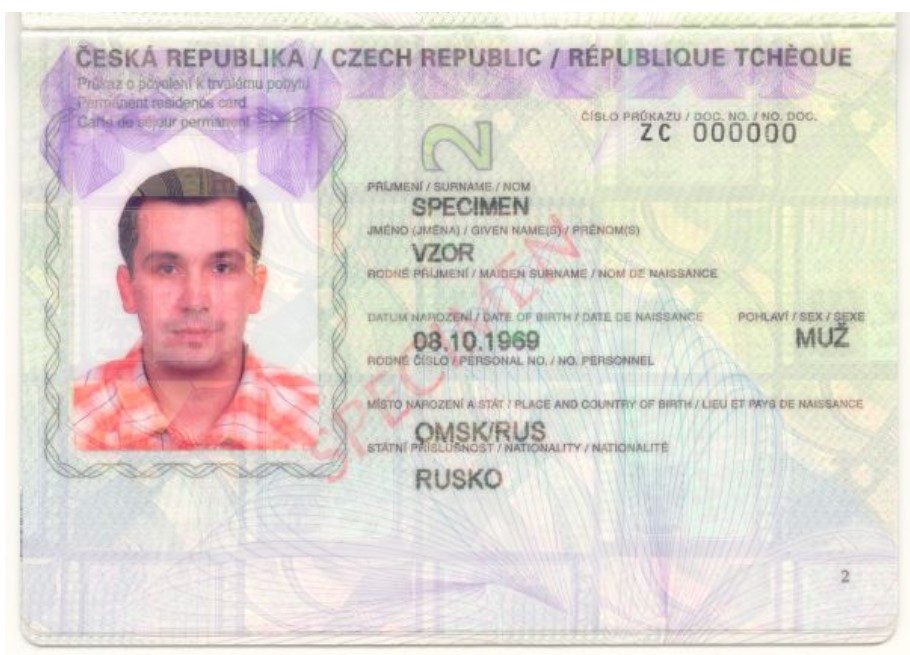 ČESKÁ REPUBLIKA / CZECH REPUBLIC / RÉPUBLIQUE TCHÈQUE
Průkaz o povolení k trvalému pobytu
Permanent residence card
Carte de séjour permanent
ČÍSLO PRŮKAZU / DOC. NO. / NO. DOC.
ZC 000000
2
PŘÍJMENÍ / SURNAME / NOM
SPECIMEN
JMÉNO (JMÉNA) / GIVEN NAME(S) / PRÉNOM(S)
VZOR
RODNÉ PŘÍJMENÍ / MAIDEN SURNAME / NOM DE NAISSANCE
DATUM NAROZENÍ / DATE OF BIRTH / DATE DE NAISSANCE
POHLAVÍ / SEX / SEXE
08.10.1969
MUŽ
RODNÉ ČÍSLO / PERSONAL NO. / NO. PERSONNEL
MÍSTO NAROZENÍ A STÁT / PLACE AND COUNTRY OF BIRTH / LIEU ET PAYS DE NAISSANCE
OMSK/RUS
STÁTNÍ PŘÍSLUŠNOST / NATIONALITY / NATIONALITÉ
RUSKO
SPECIMEN
2